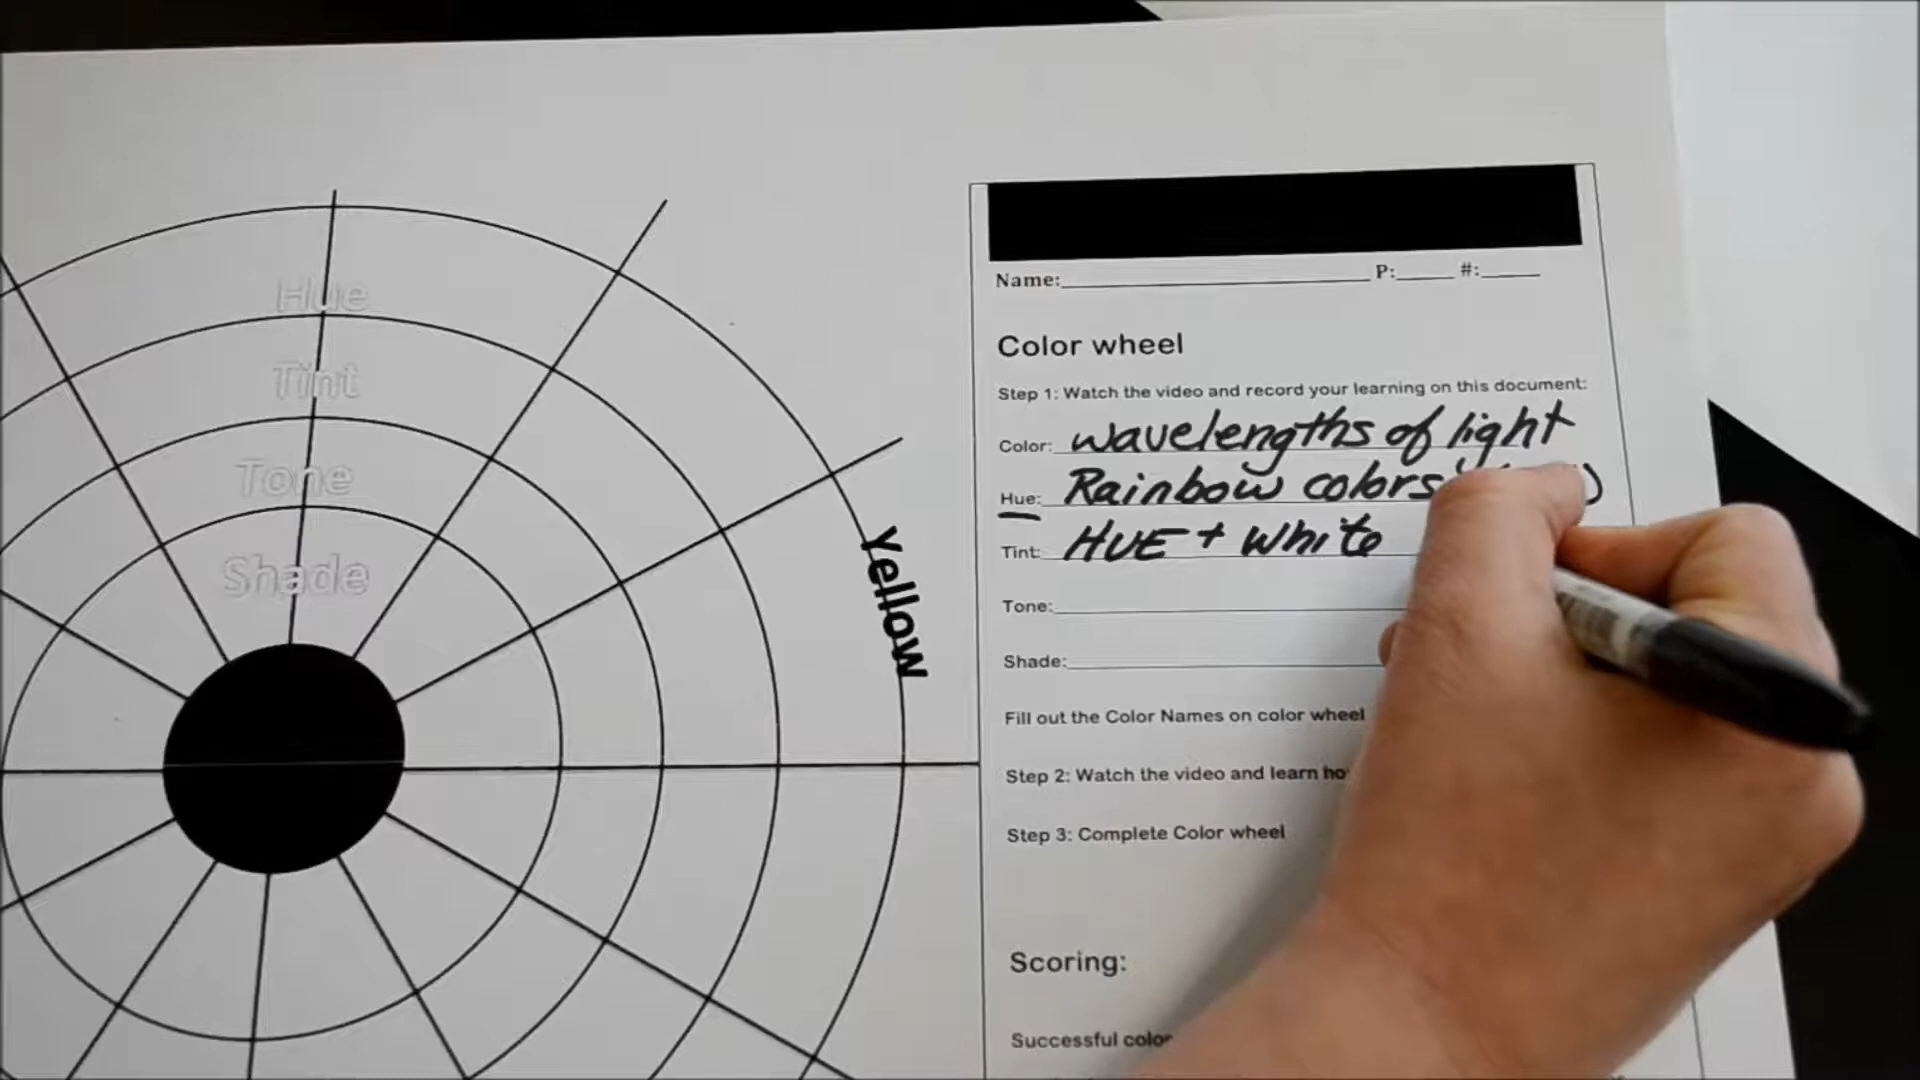 Hue
Tint
Tone
Shade
Yellow
Name: P: #:
Color wheel
Step 1: Watch the video and record your learning on this document:
Color: wavelengths of light
Hue: Rainbow colors
Tint: HUE + White
Tone:
Shade:
Fill out the Color Names on color wheel
Step 2: Watch the video and learn
Step 3: Complete Color wheel
Scoring:
Successful